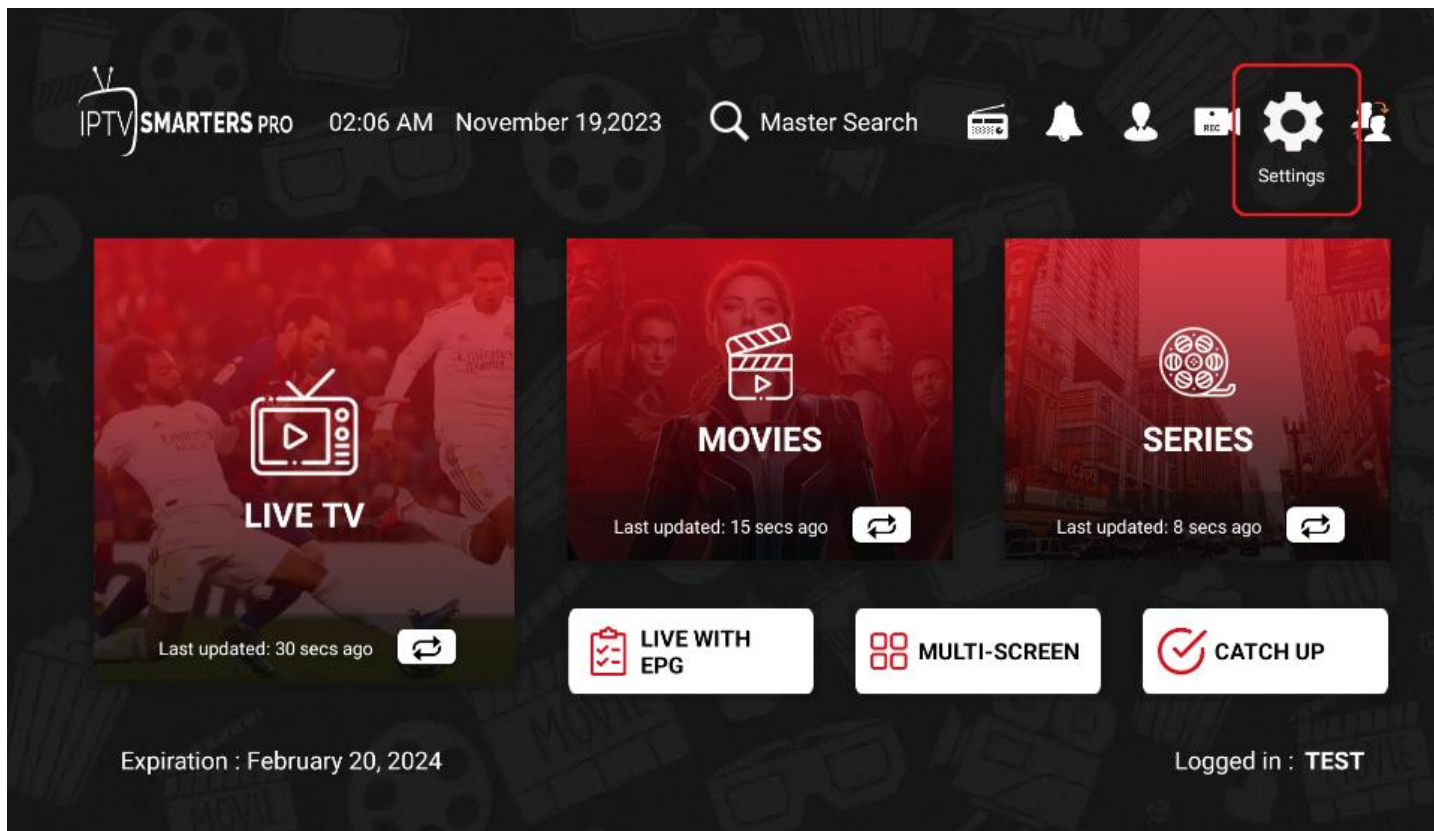 IPTV SMARTERS PRO
02:06 AM November 19,2023
Master Search
REC
Settings
LIVE TV
Last updated: 30 secs ago
MOVIES
Last updated: 15 secs ago
SERIES
Last updated: 8 secs ago
LIVE WITH
EPG
MULTI-SCREEN
CATCH UP
Expiration : February 20, 2024
Logged in : TEST